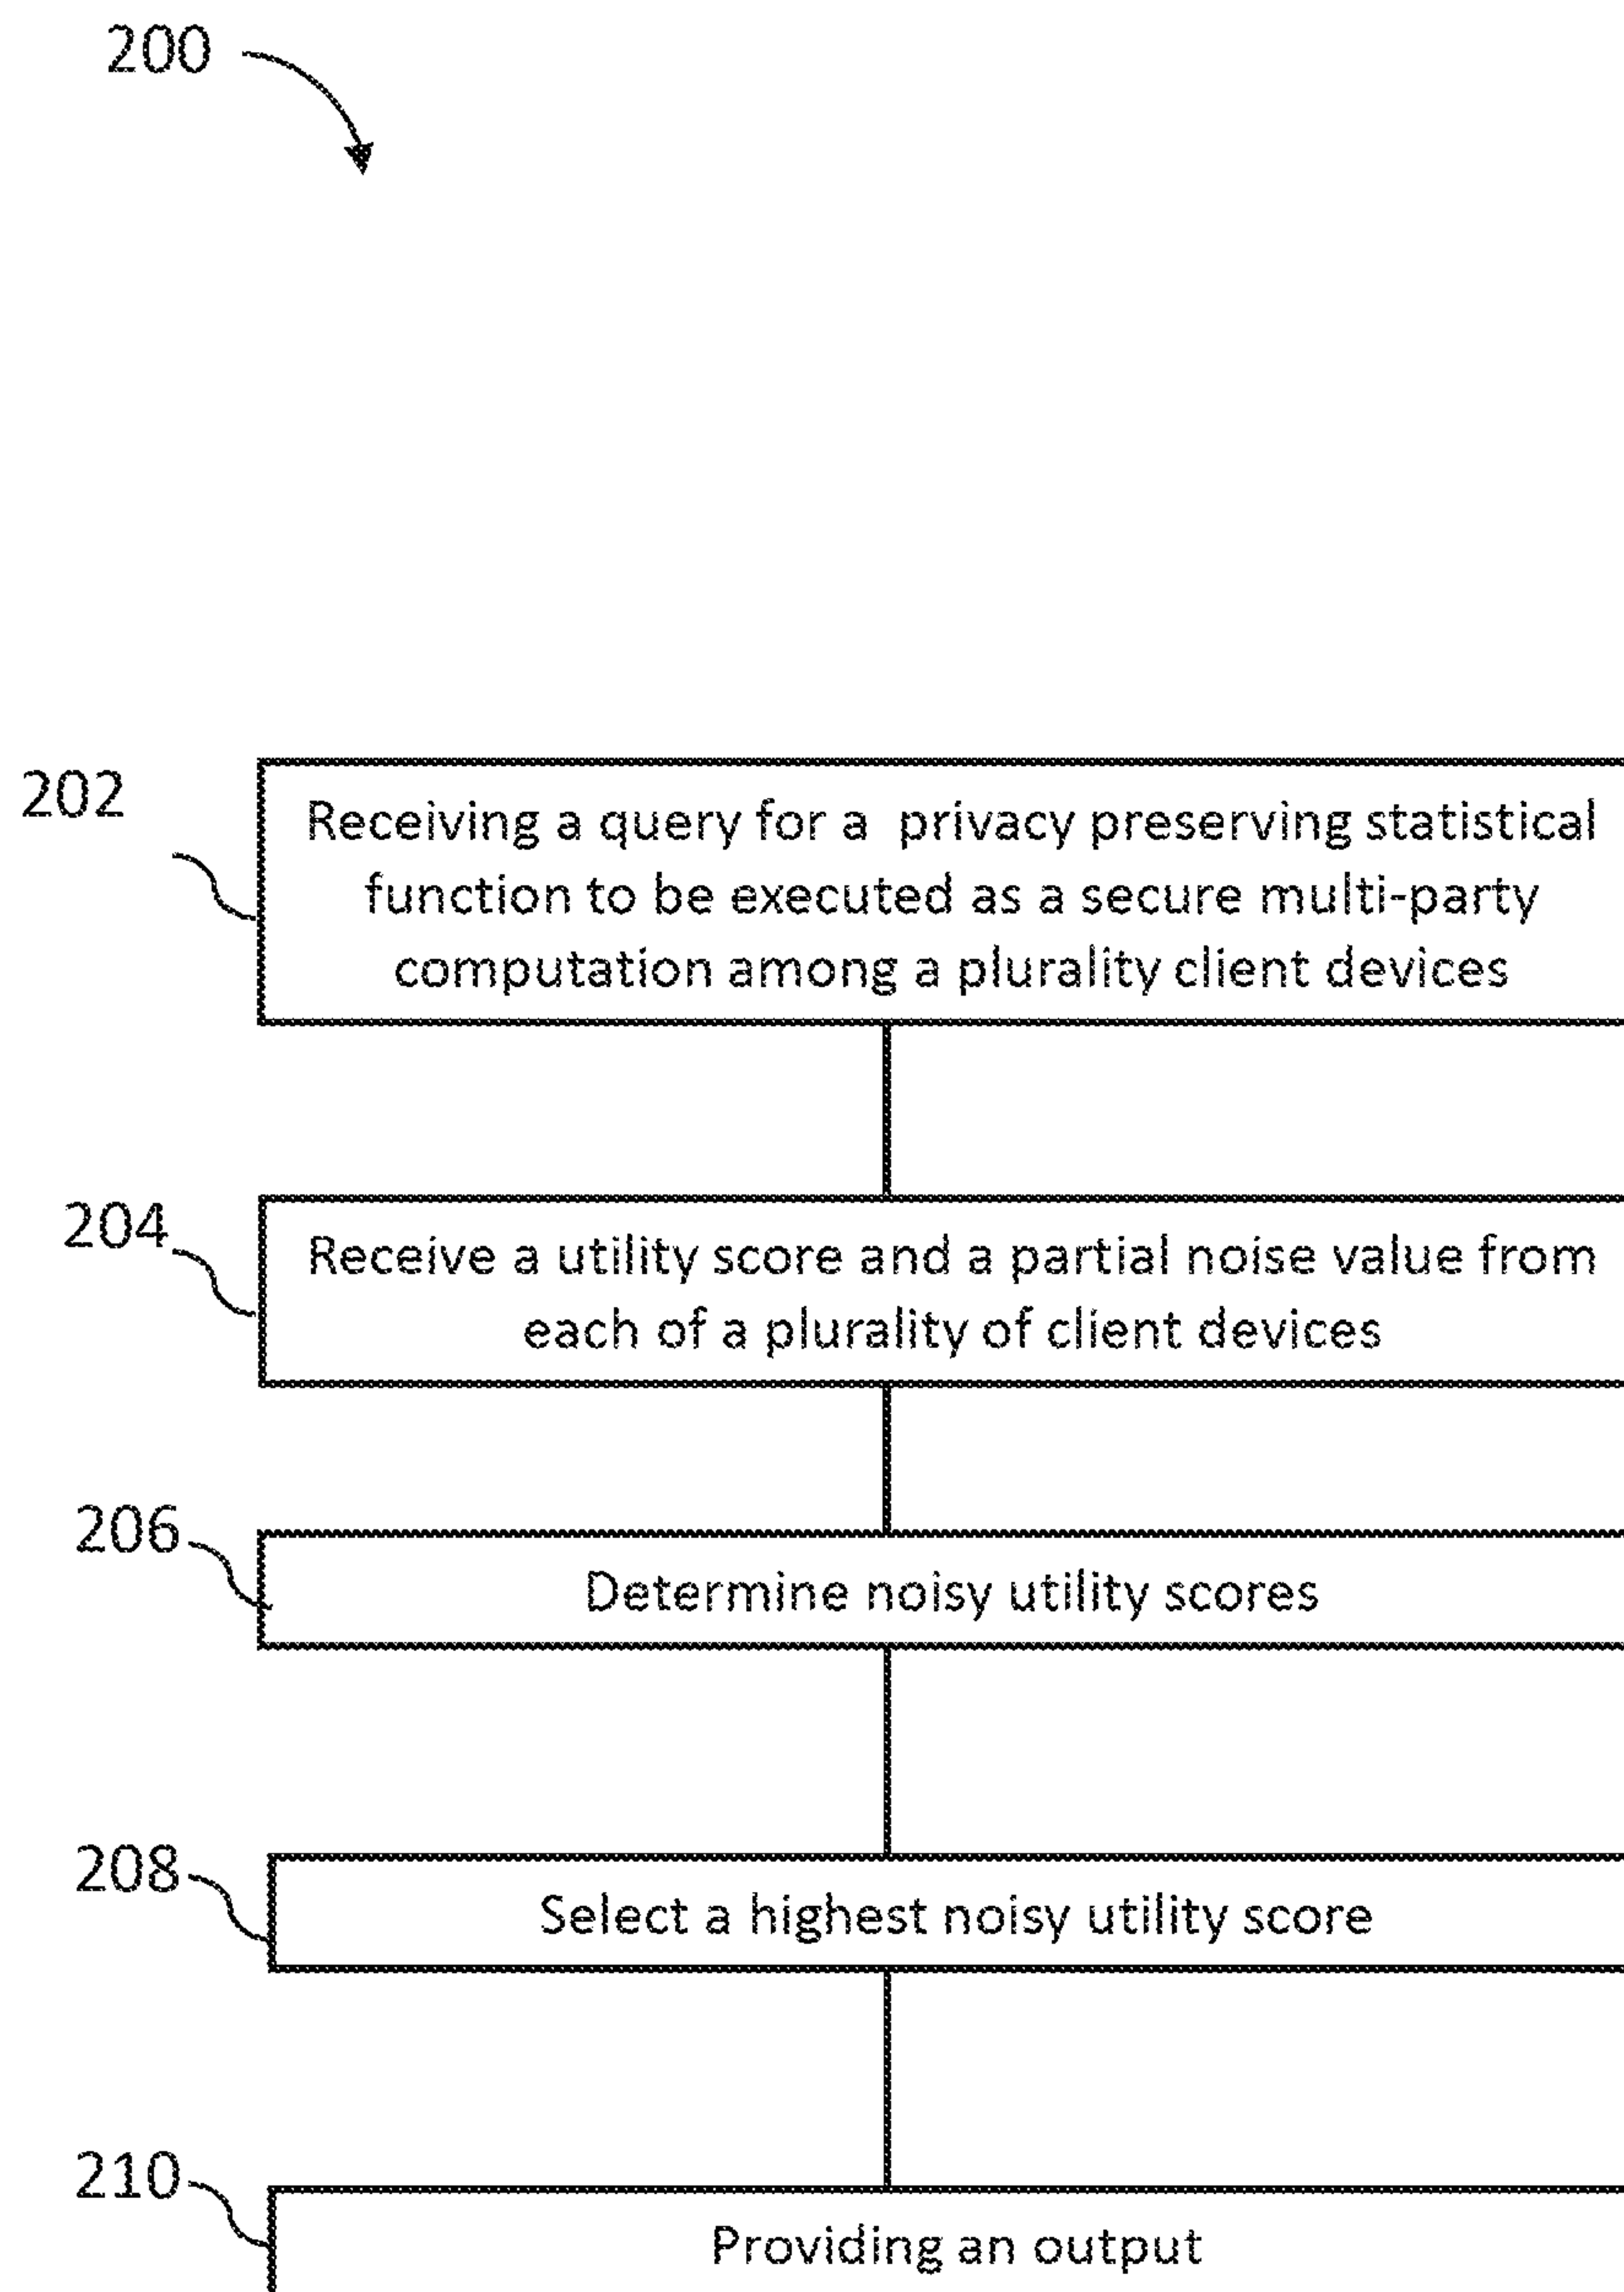 200
202
Receiving a query for a privacy preserving statistical
function to be executed as a secure multi-party
computation among a plurality client devices
204
Receive a utility score and a partial noise value from
each of a plurality of client devices
206
Determine noisy utility scores
208
Select a highest noisy utility score
210
Providing an output